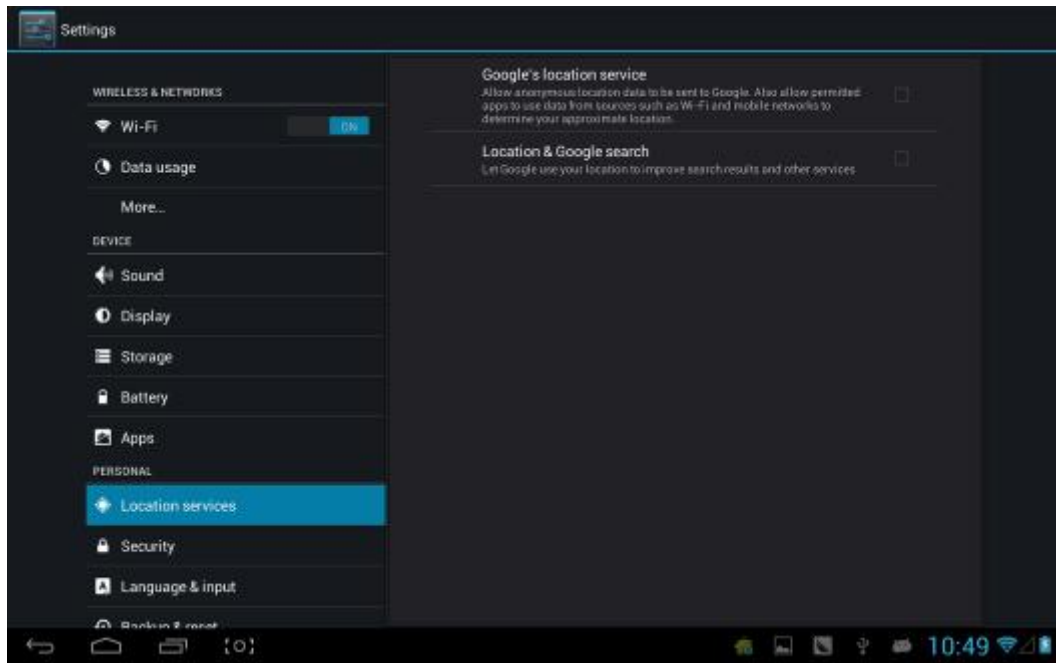 Settings
WIRELESS & NETWORKS
Wi-Fi
ON
Data usage
More...
DEVICE
Sound
Display
Storage
Battery
Apps
PERSONAL
Location services
Security
Language & input
Backup & reset
Google's location service
Allow anonymous location data to be sent to Google. Also allow permitted
apps to use data from sources such as Wi-Fi and mobile networks to
determine your approximate location.
Location & Google search
Let Google use your location to improve search results and other services
10:49